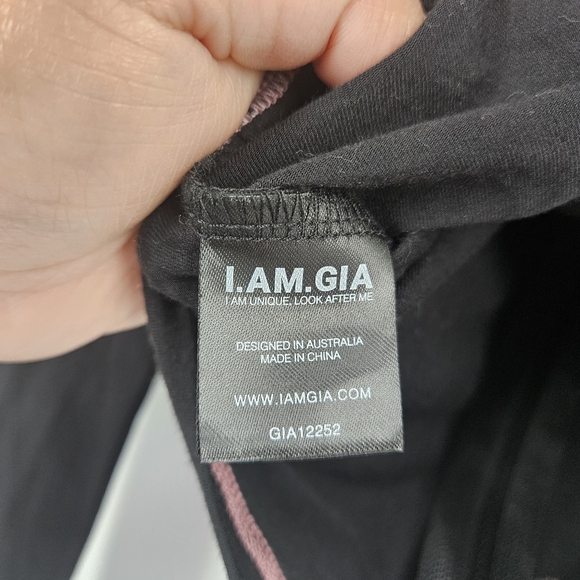 I.AM.GIA
I AM UNIQUE, LOOK AFTER ME
DESIGNED IN AUSTRALIA
MADE IN CHINA
WWW.IAMGIA.COM
GIA12252